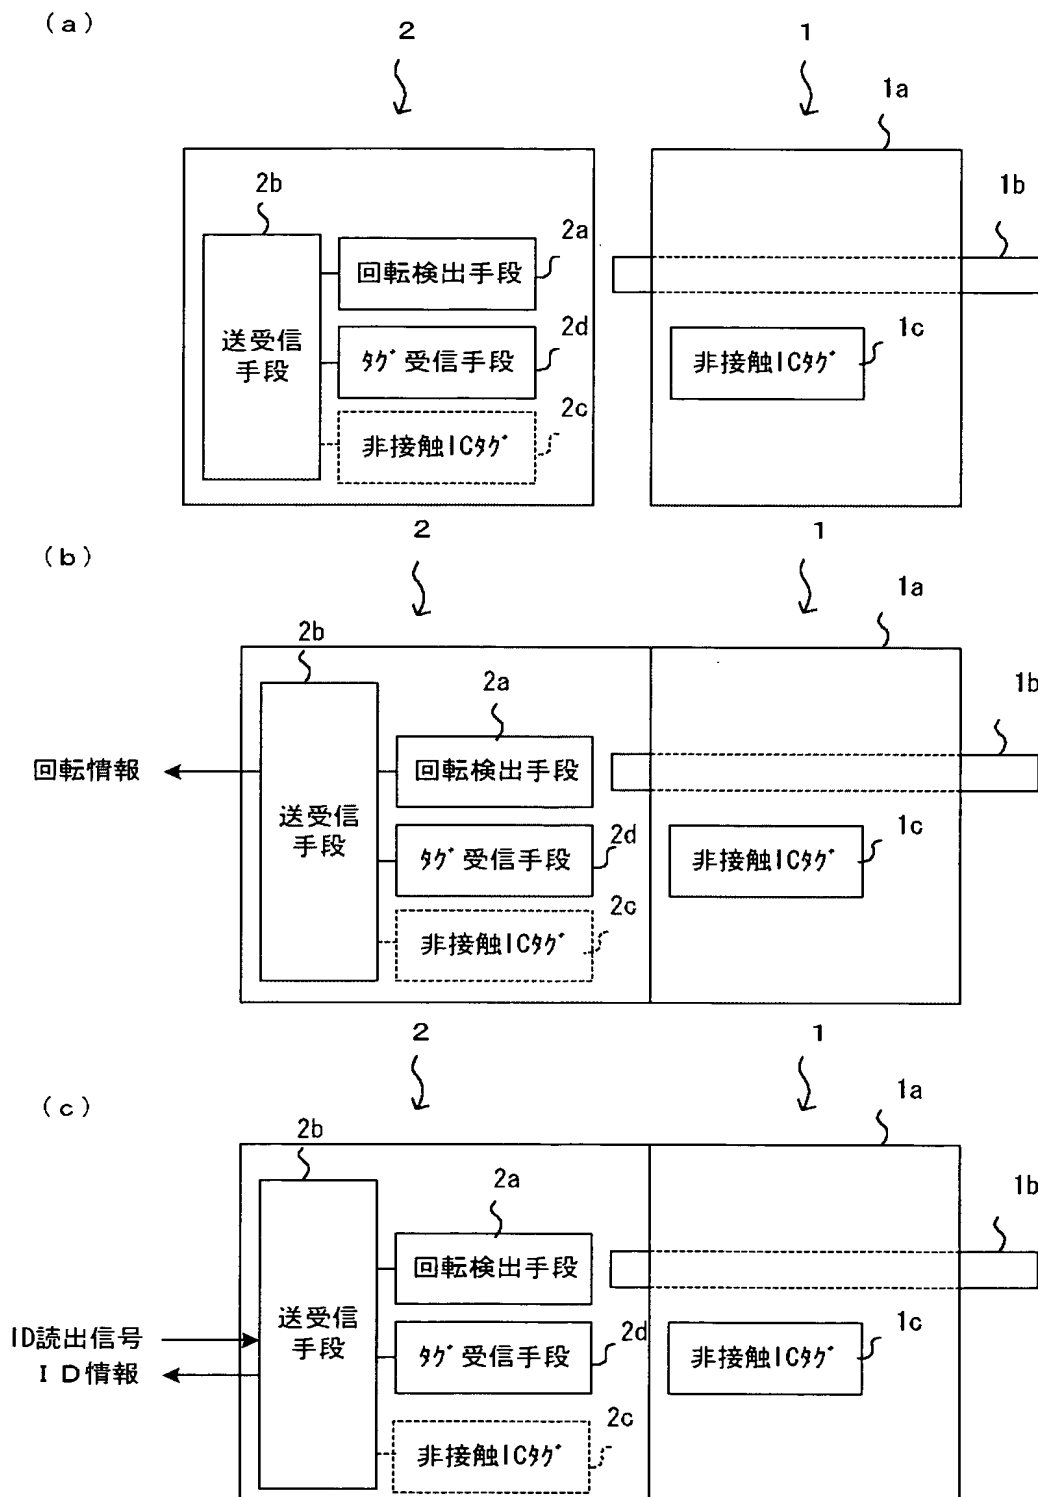 (a)
2
1
1a
2b
1b
2a
回転検出手段
2d
1c
送受信
手段
ﾀｸﾞ受信手段
非接触ICﾀｸﾞ
2c
非接触ICﾀｸﾞ
(b)
2
1
1a
2b
2a
1b
回転情報
回転検出手段
送受信
手段
2d
1c
ﾀｸﾞ受信手段
非接触ICﾀｸﾞ
2c
非接触ICﾀｸﾞ
2
1
(c)
1a
2b
2a
1b
回転検出手段
送受信
手段
ID読出信号
ID情報
2d
1c
ﾀｸﾞ受信手段
非接触ICﾀｸﾞ
2c
非接触ICﾀｸﾞ